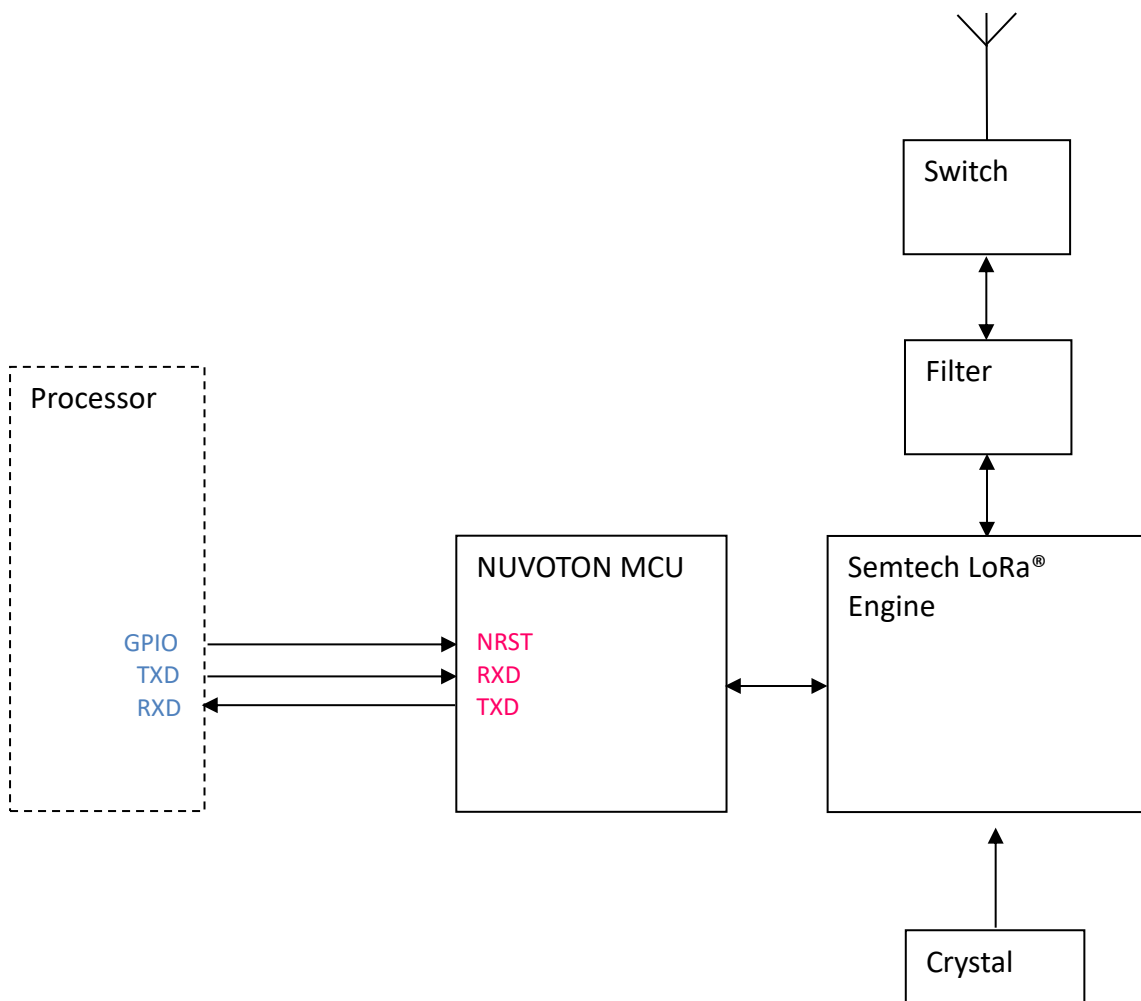 Switch
Filter
Processor
NUVOTON MCU
Semtech LoRa®
Engine
GPIO
NRST
TXD
RXD
RXD
TXD
Crystal